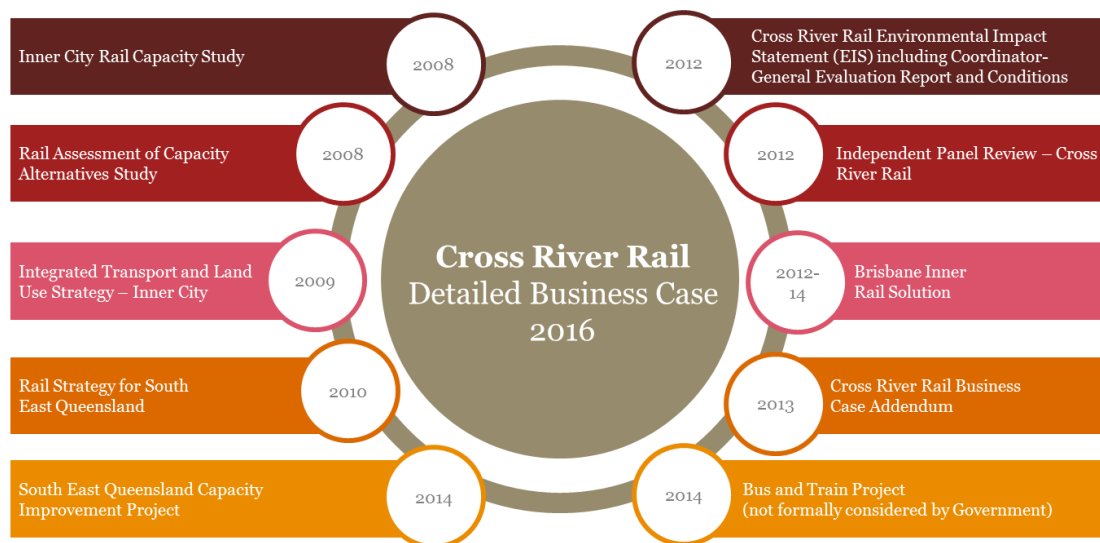 Inner City Rail Capacity Study
2008
Rail Assessment of Capacity
Alternatives Study
2008
Integrated Transport and Land
Use Strategy – Inner City
2009
Rail Strategy for South
East Queensland
2010
South East Queensland Capacity
Improvement Project
2014
Cross River Rail
Detailed Business Case
2016
2012
Cross River Rail Environmental Impact
Statement (EIS) including Coordinator-
General Evaluation Report and Conditions
2012
Independent Panel Review – Cross
River Rail
2012-
14
Brisbane Inner
Rail Solution
2013
Cross River Rail Business
Case Addendum
2014
Bus and Train Project
(not formally considered by Government)